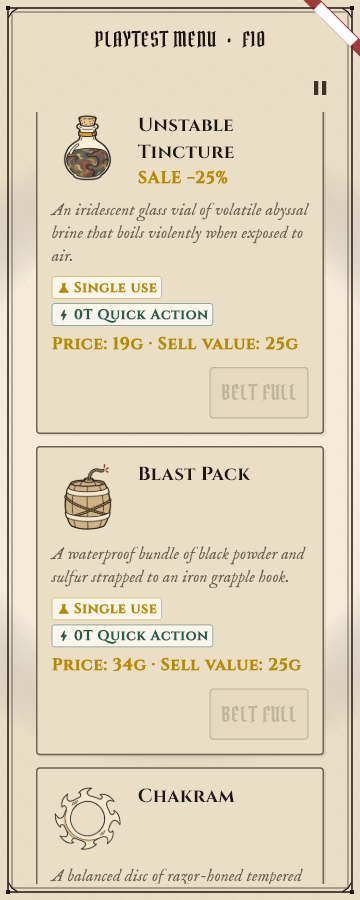 PLAYTEST MENU · F10
Unstable
Tincture
SALE −25%
An iridescent glass vial of volatile abyssal
brine that boils violently when exposed to
air.
Single use
0T Quick Action
Price: 19g · Sell value: 25g
BELT FULL
Blast Pack
A waterproof bundle of black powder and
sulfur strapped to an iron grapple hook.
Single use
0T Quick Action
Price: 34g · Sell value: 25g
BELT FULL
Chakram
A balanced disc of razor-honed tempered